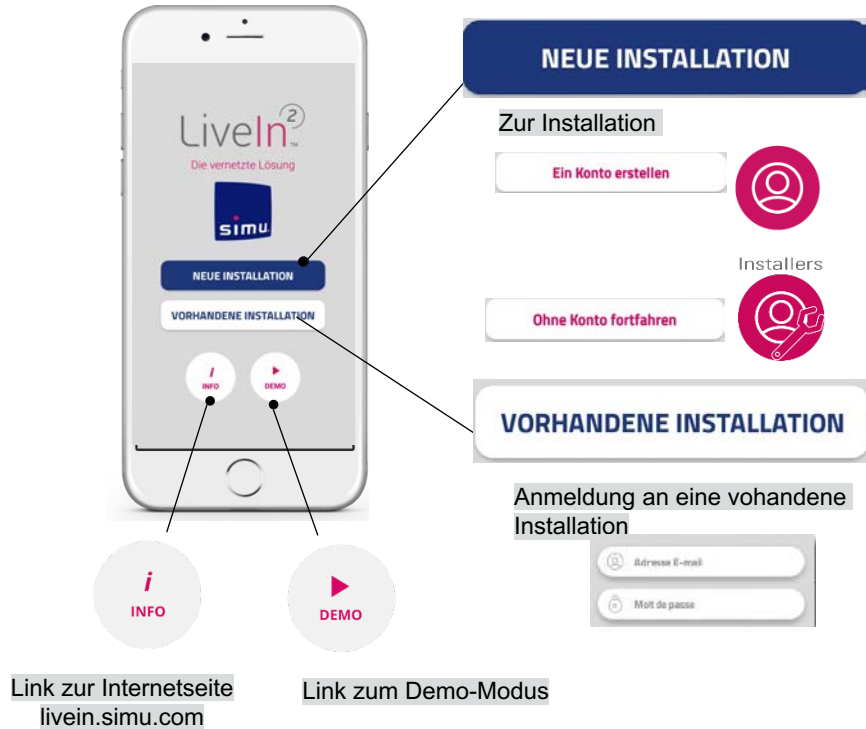 LiveIn2™
Die vernetzte Lösung
simu.
NEUE INSTALLATION
VORHANDENE INSTALLATION
i
INFO
DEMO
NEUE INSTALLATION
Zur Installation
Ein Konto erstellen
Installers
Ohne Konto fortfahren
VORHANDENE INSTALLATION
Anmeldung an eine vohandene
Installation
Adresse E-mail
Mott de passe
i
INFO
DEMO
Link zur Internetseite
livein.simu.com
Link zum Demo-Modus